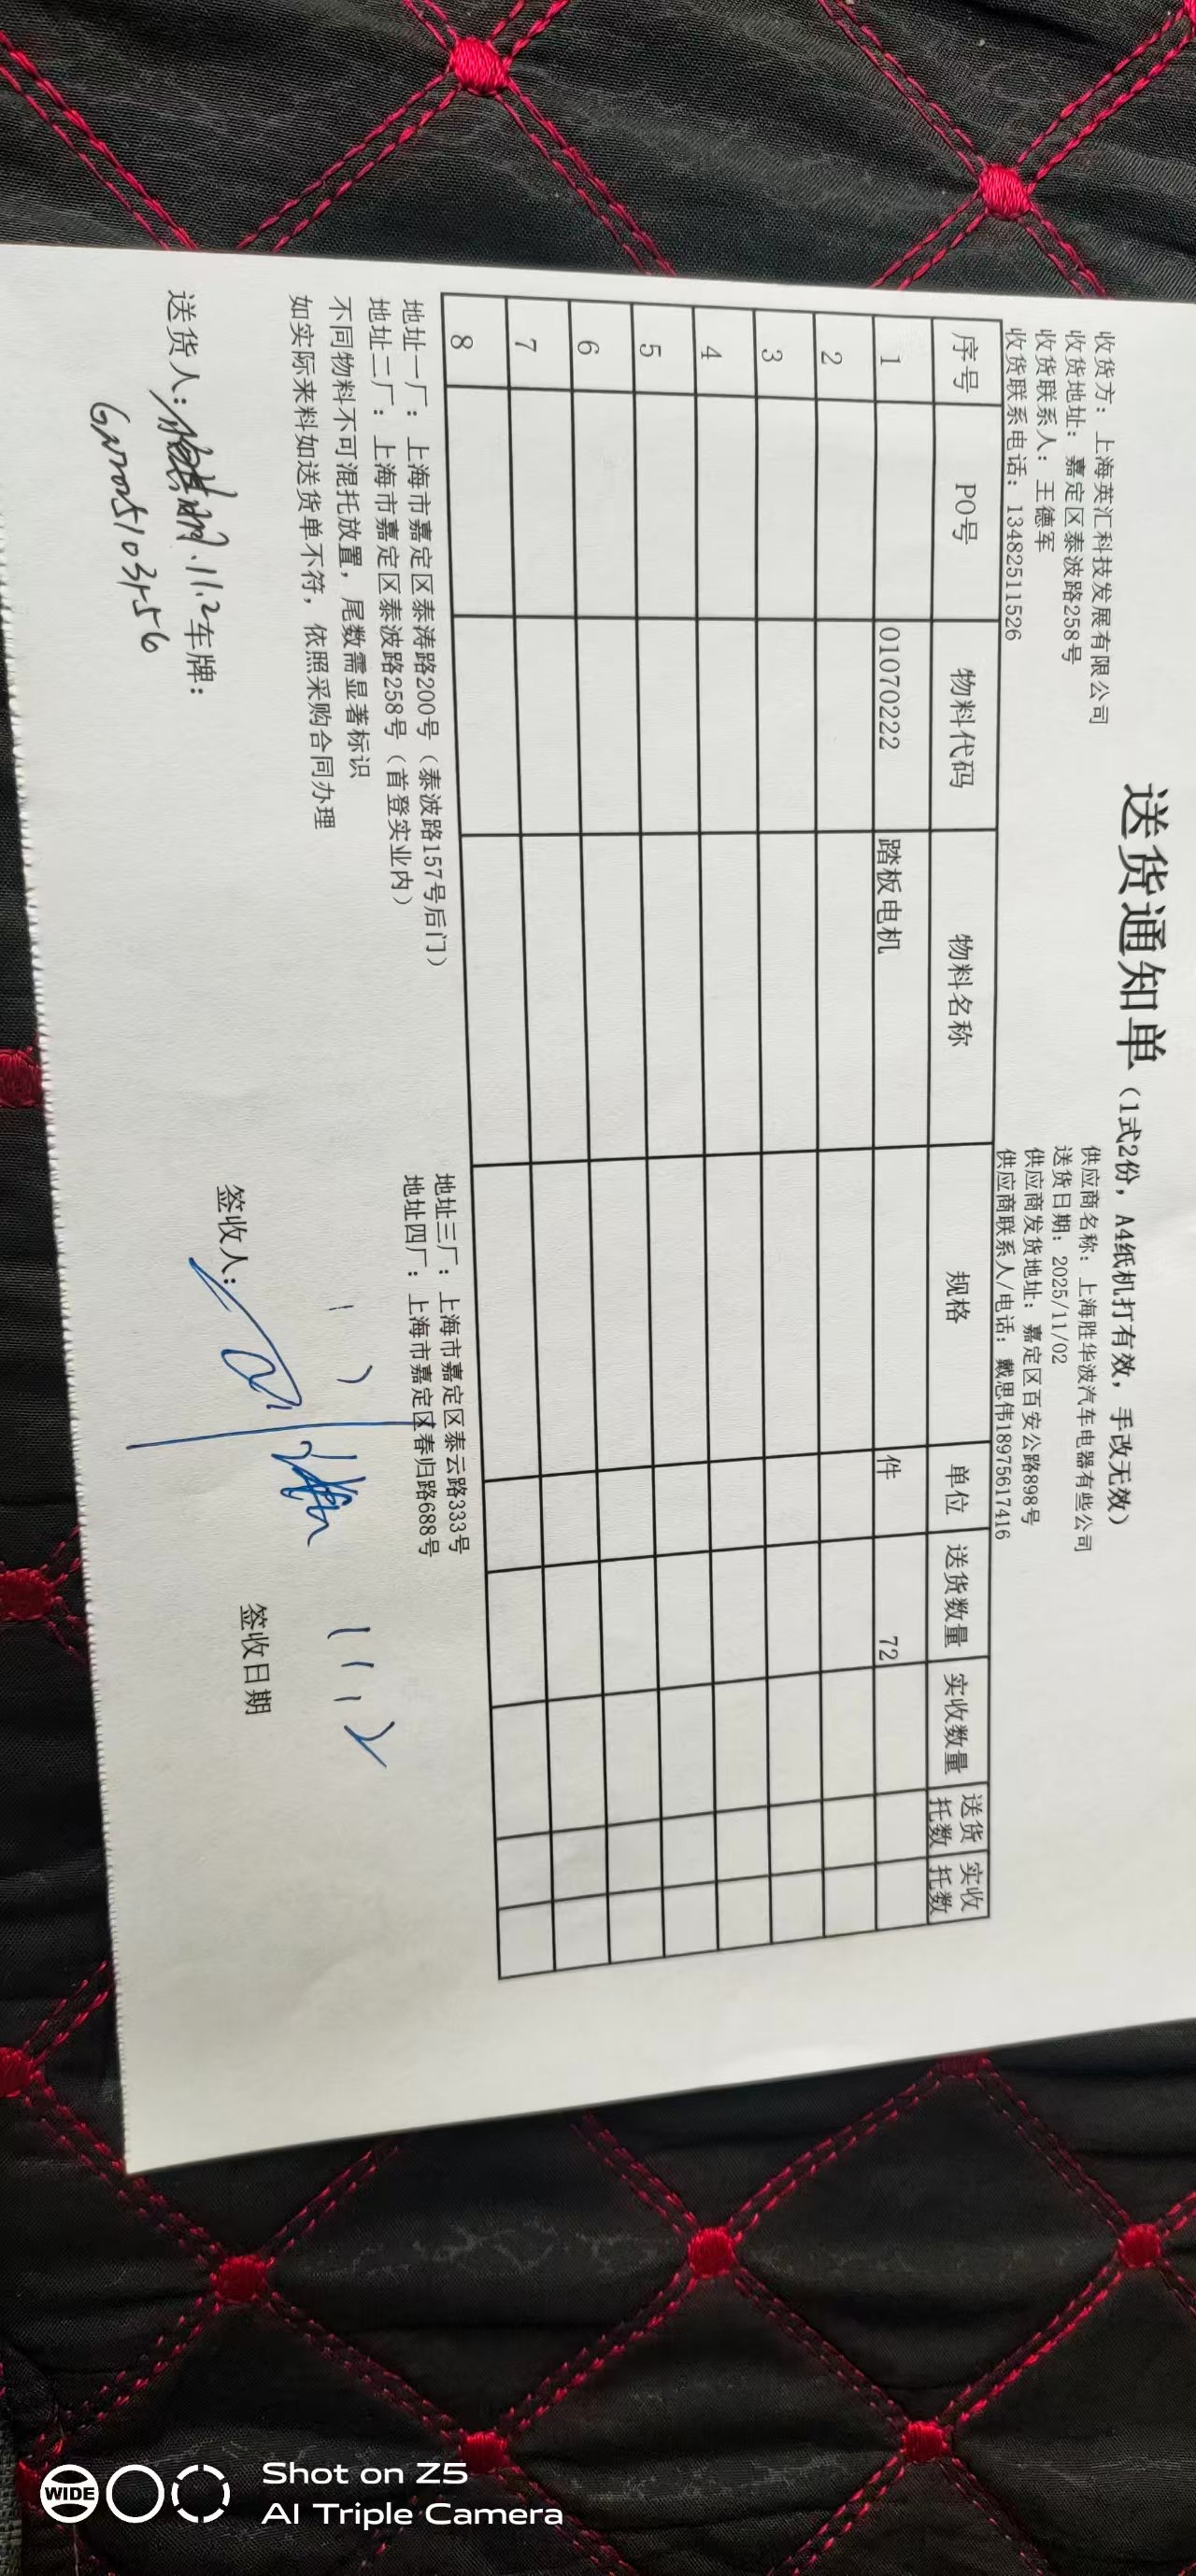 送货通知单（1式2份，A4纸机打有效，手改无效）
收货方：上海英汇科技发展有限公司
供应商名称：上海胜华波汽车电器有些公司
收货地址：嘉定区泰波路258号
送货日期：2025/11/02
收货联系人：王德军
供应商发货地址：嘉定区百安公路898号
收货联系电话：13482511526
供应商联系人/电话：戴思伟18975617416
序号 PO号 物料代码 物料名称 规格 单位 送货数量 实收数量 送货托数 实收托数
1 01070222 踏板电机 件 72
2
3
4
5
6
7
8
地址一厂：上海市嘉定区泰涛路200号（泰波路157号后门）
地址三厂：上海市嘉定区泰云路333号
地址二厂：上海市嘉定区泰波路258号（首登实业内）
地址四厂：上海市嘉定区春归路688号
不同物料不可混托放置，尾数需显著标识
如实际来料如送货单不符，依照采购合同办理
送货人： 11.2 车牌：
签收人：
签收日期
WIDE
Shot on Z5
AI Triple Camera